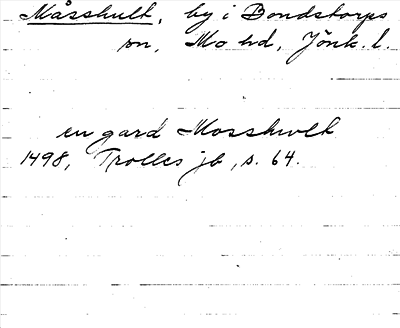 Måsshult, by i Bondstorps
sn, Mo hd, Jönk. l.
en gard Mosshwlt
1498, Trolles jb, s. 64.